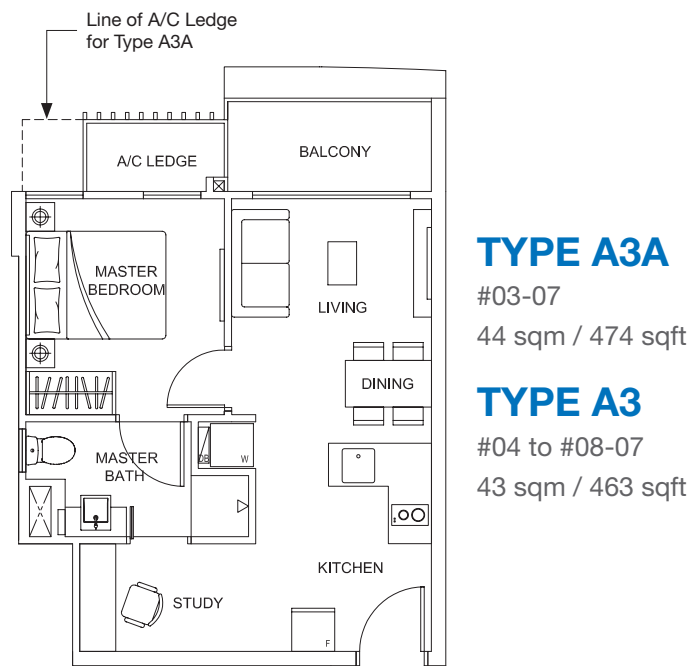 Line of A/C Ledge
for Type A3A
A/C LEDGE
BALCONY
MASTER
BEDROOM
LIVING
DINING
MASTER
BATH
DB
W
KITCHEN
STUDY
F
TYPE A3A
#03-07
44 sqm / 474 sqft
TYPE A3
#04 to #08-07
43 sqm / 463 sqft